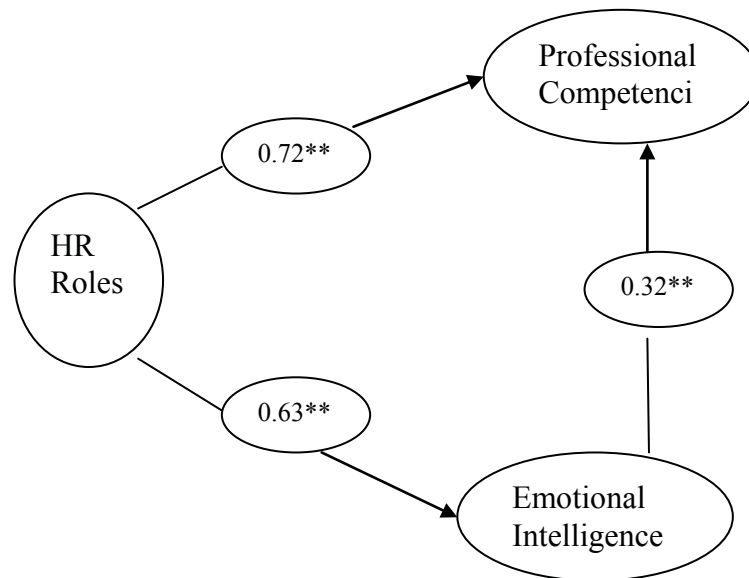 Professional
Competenci
0.72**
HR
Roles
0.32**
0.63**
Emotional
Intelligence